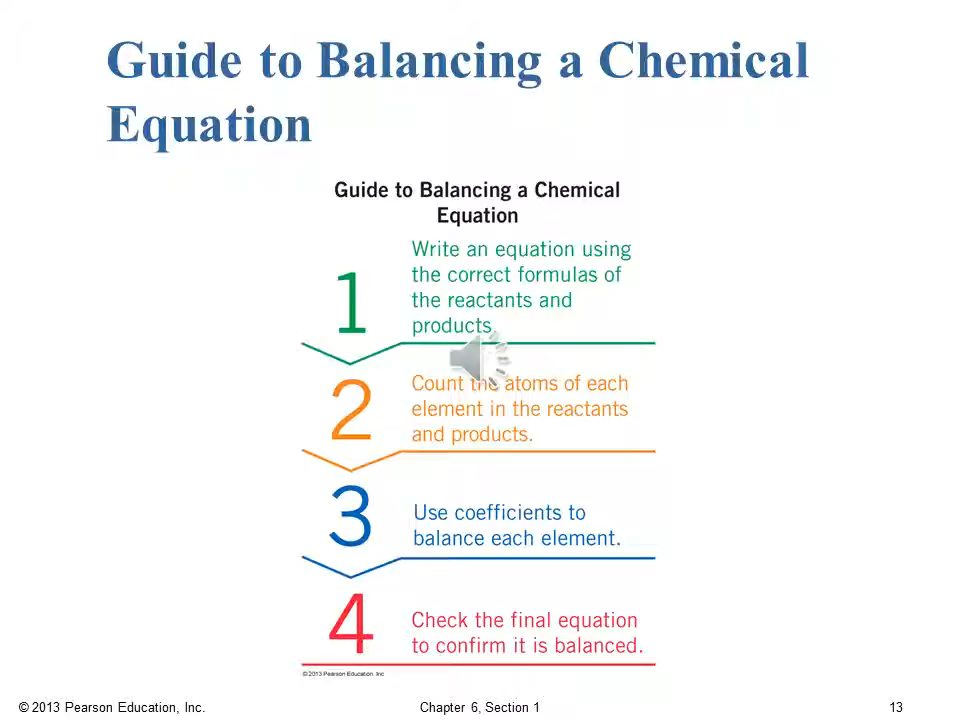 Guide to Balancing a Chemical
Equation
Guide to Balancing a Chemical
Equation
1
Write an equation using
the correct formulas of
the reactants and
products.
2
Count the atoms of each
element in the reactants
and products.
3
Use coefficients to
balance each element.
4
Check the final equation
to confirm it is balanced.
© 2013 Pearson Education, Inc
© 2013 Pearson Education, Inc.
Chapter 6, Section 1
13